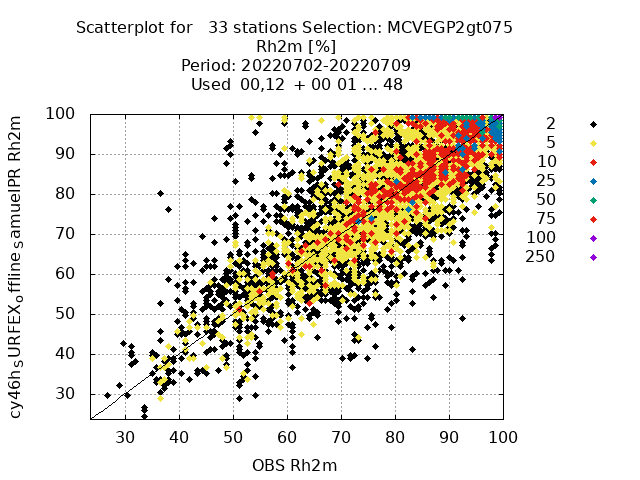 Scatterplot for 33 stations Selection: MCVEGP2gt075
Rh2m [%]
Period: 20220702-20220709
Used 00,12 + 00 01 ... 48
cy46h_SURFEX_offline_samuelPR Rh2m
100
90
80
70
60
50
40
30
30 40 50 60 70 80 90 100
OBS Rh2m
2
5
10
25
50
75
100
250